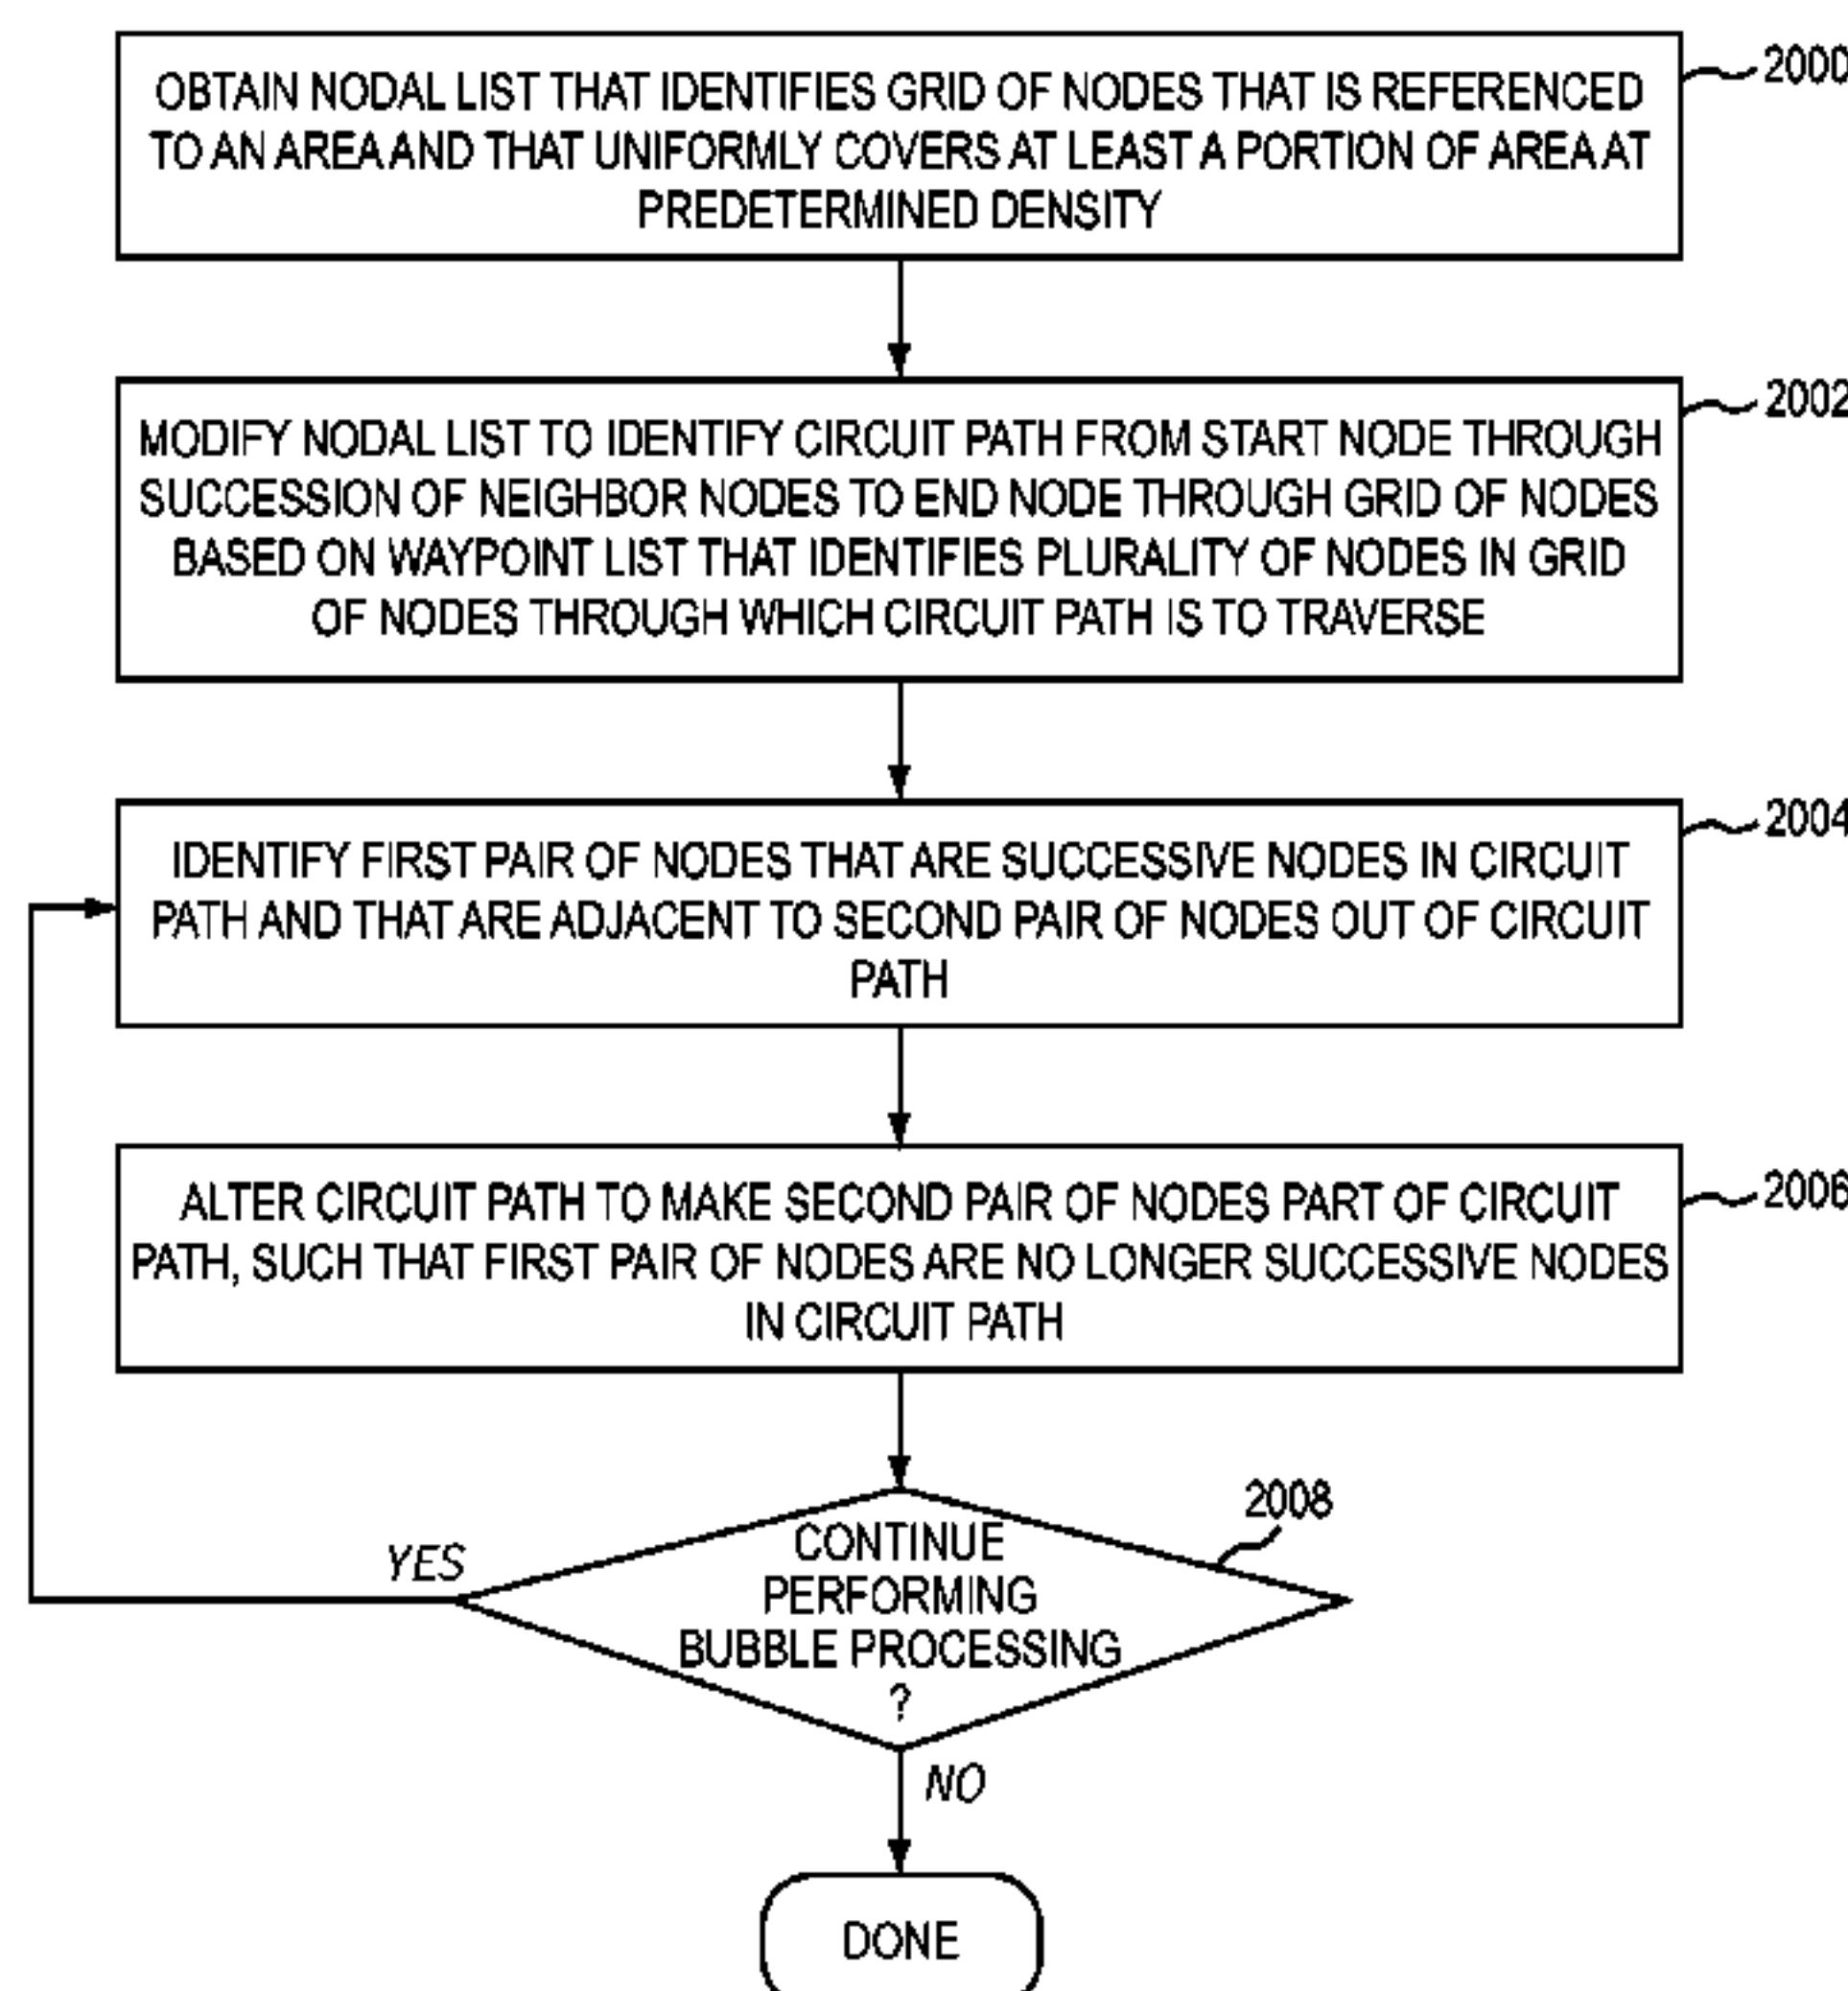 OBTAIN NODAL LIST THAT IDENTIFIES GRID OF NODES THAT IS REFERENCED
TO AN AREA AND THAT UNIFORMLY COVERS AT LEAST A PORTION OF AREA AT
PREDETERMINED DENSITY
2000
MODIFY NODAL LIST TO IDENTIFY CIRCUIT PATH FROM START NODE THROUGH
SUCCESSION OF NEIGHBOR NODES TO END NODE THROUGH GRID OF NODES
BASED ON WAYPOINT LIST THAT IDENTIFIES PLURALITY OF NODES IN GRID
OF NODES THROUGH WHICH CIRCUIT PATH IS TO TRAVERSE
2002
IDENTIFY FIRST PAIR OF NODES THAT ARE SUCCESSIVE NODES IN CIRCUIT
PATH AND THAT ARE ADJACENT TO SECOND PAIR OF NODES OUT OF CIRCUIT
PATH
2004
ALTER CIRCUIT PATH TO MAKE SECOND PAIR OF NODES PART OF CIRCUIT
PATH, SUCH THAT FIRST PAIR OF NODES ARE NO LONGER SUCCESSIVE NODES
IN CIRCUIT PATH
2006
2008
YES
CONTINUE
PERFORMING
BUBBLE PROCESSING
?
NO
DONE